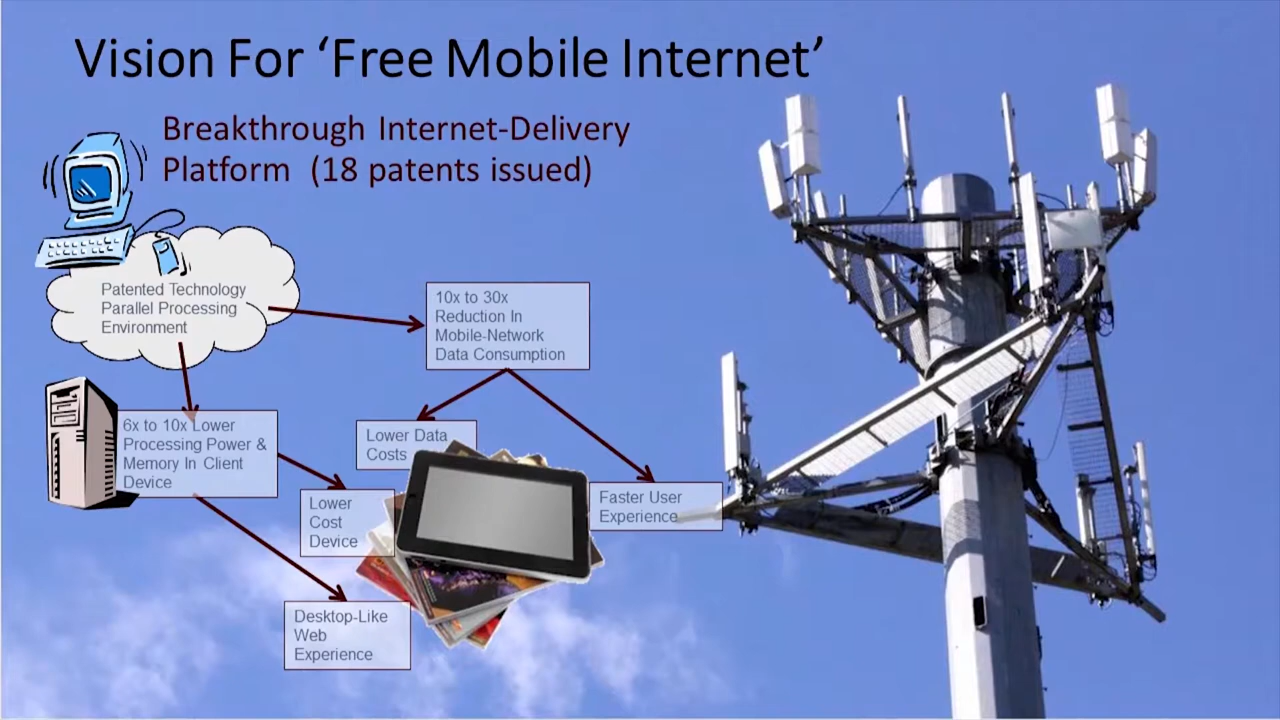 Vision For ‘Free Mobile Internet’
Breakthrough Internet-Delivery
Platform (18 patents issued)
Patented Technology
Parallel Processing
Environment
10x to 30x
Reduction In
Mobile-Network
Data Consumption
6x to 10x Lower
Processing Power &
Memory In Client
Device
Lower Data
Costs
Lower
Cost
Device
Faster User
Experience
Desktop-Like
Web
Experience